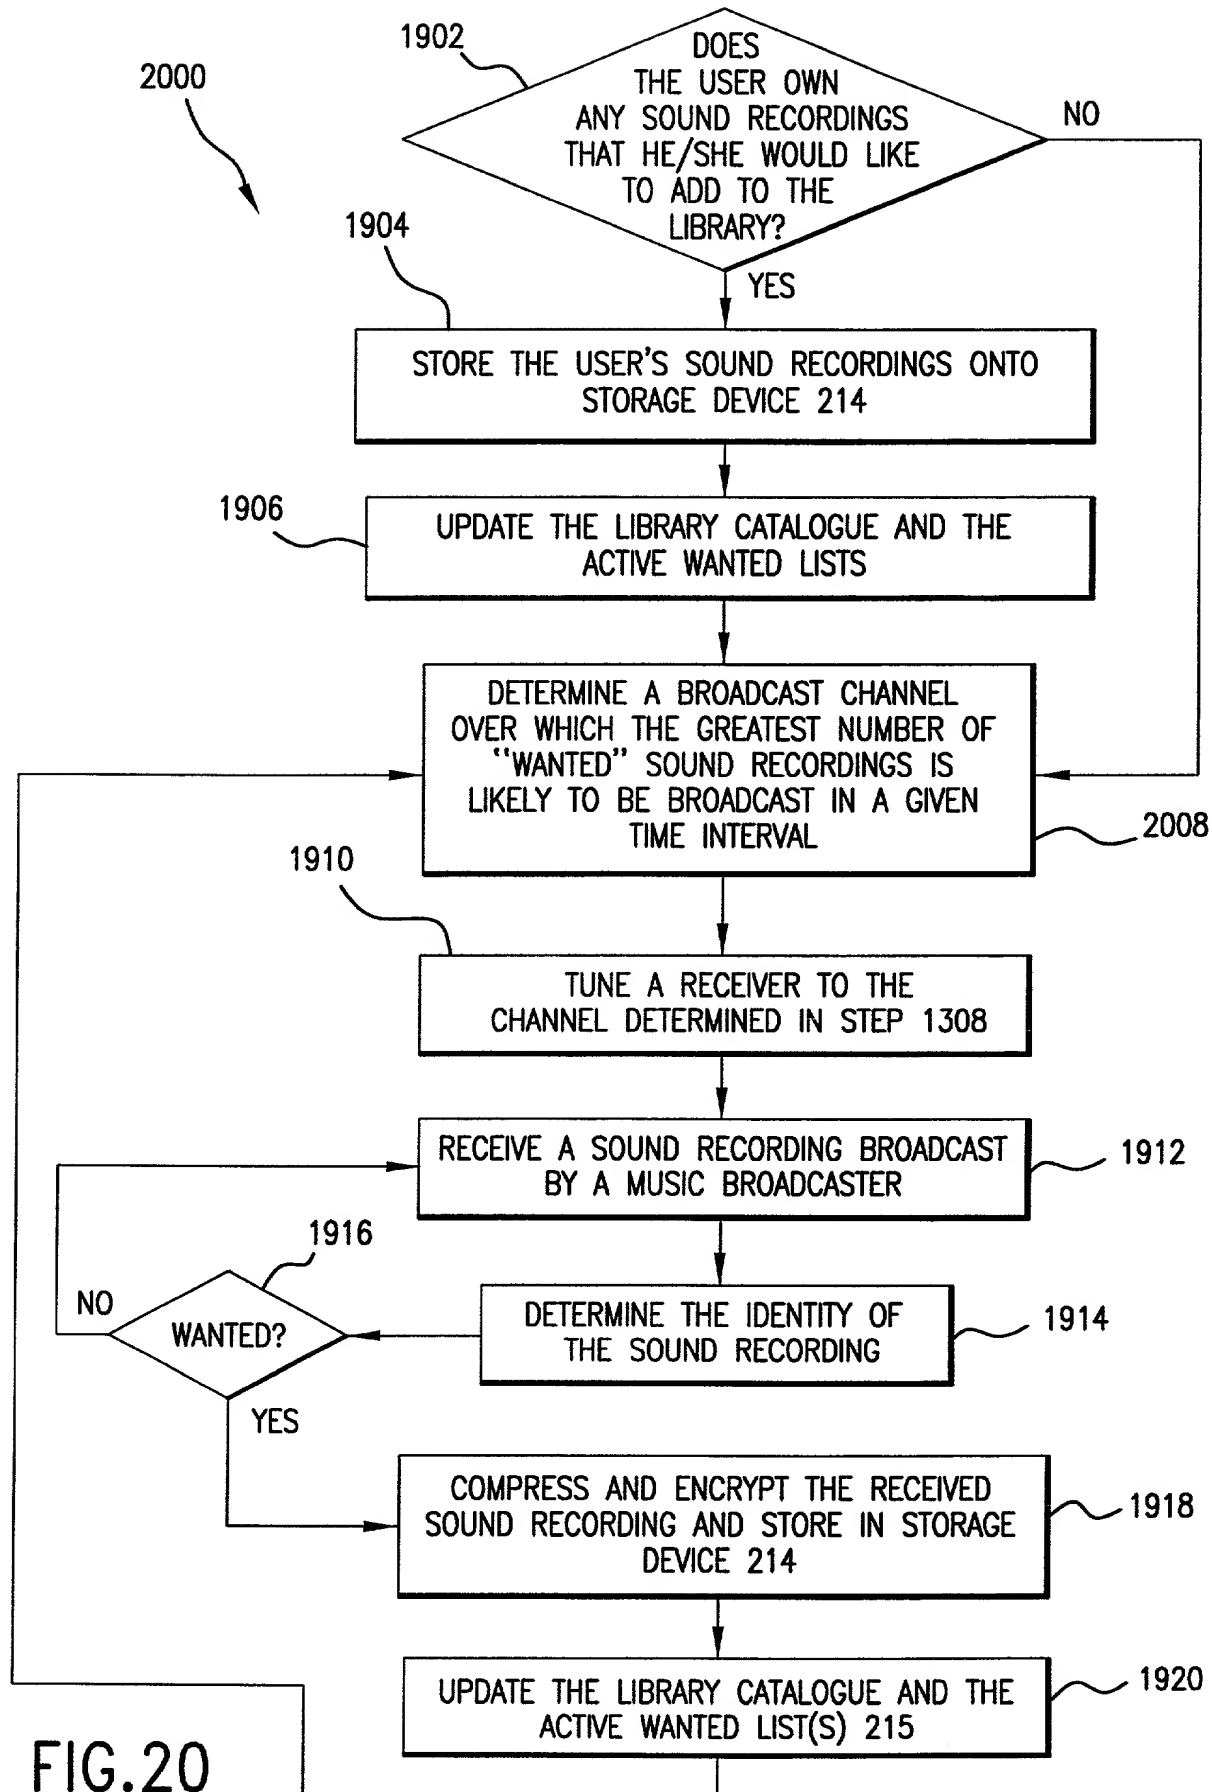 1902
DOES
THE USER OWN
ANY SOUND RECORDINGS
THAT HE/SHE WOULD LIKE
TO ADD TO THE
LIBRARY?
NO
2000
1904
YES
STORE THE USER'S SOUND RECORDINGS ONTO
STORAGE DEVICE 214
1906
UPDATE THE LIBRARY CATALOGUE AND THE
ACTIVE WANTED LISTS
DETERMINE A BROADCAST CHANNEL
OVER WHICH THE GREATEST NUMBER OF
"WANTED" SOUND RECORDINGS IS
LIKELY TO BE BROADCAST IN A GIVEN
TIME INTERVAL
2008
1910
TUNE A RECEIVER TO THE
CHANNEL DETERMINED IN STEP 1308
RECEIVE A SOUND RECORDING BROADCAST
BY A MUSIC BROADCASTER
1912
1916
NO
WANTED?
YES
DETERMINE THE IDENTITY OF
THE SOUND RECORDING
1914
COMPRESS AND ENCRYPT THE RECEIVED
SOUND RECORDING AND STORE IN STORAGE
DEVICE 214
1918
UPDATE THE LIBRARY CATALOGUE AND THE
ACTIVE WANTED LIST(S) 215
1920
FIG.20